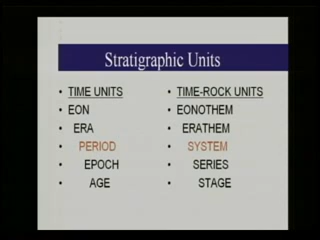 Stratigraphic Units
• TIME UNITS
• EON
• ERA
• PERIOD
• EPOCH
• AGE
• TIME-ROCK UNITS
• EONOTHEM
• ERATHEM
• SYSTEM
• SERIES
• STAGE